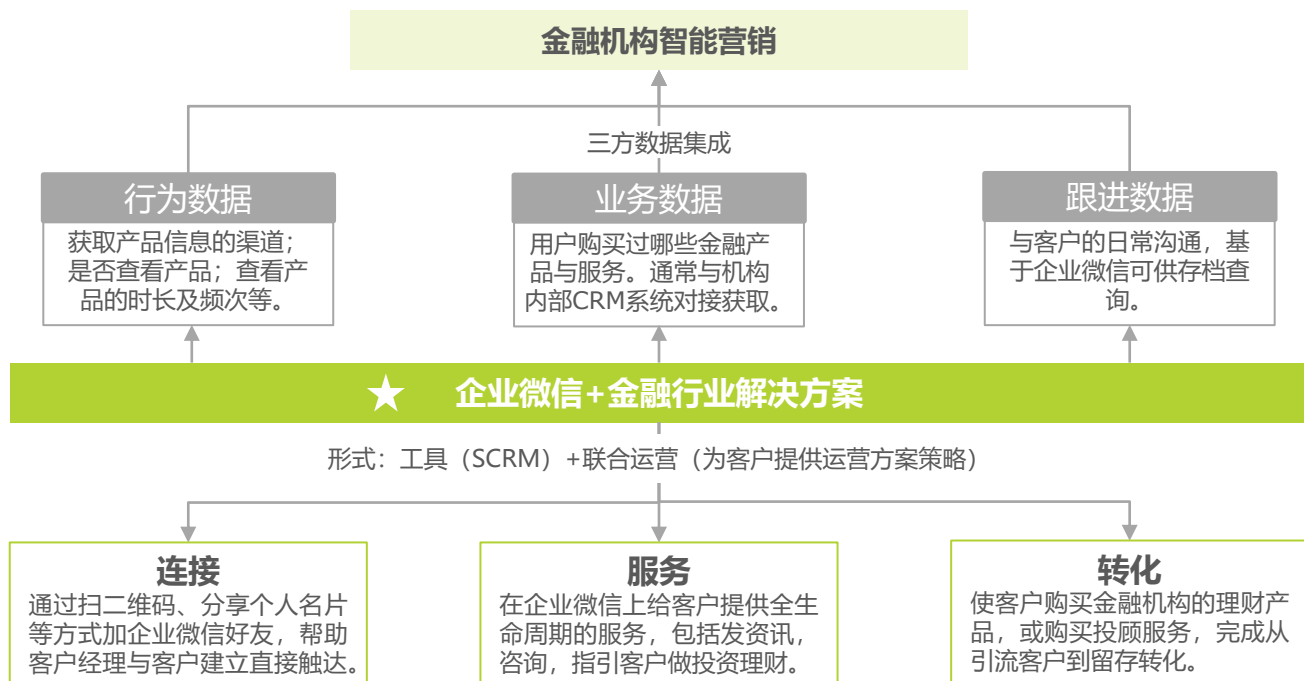 金融机构智能营销
三方数据集成
行为数据
获取产品信息的渠道；
是否查看产品；查看产
品的时长及频次等。
业务数据
用户购买过哪些金融产
品与服务。通常与机构
内部CRM系统对接获取。
跟进数据
与客户的日常沟通，基
于企业微信可供存档查
询。
★ 企业微信+金融行业解决方案
形式：工具（SCRM）+联合运营（为客户提供运营方案策略）
连接
通过扫二维码、分享个人名片
等方式加企业微信好友，帮助
客户经理与客户建立直接触达。
服务
在企业微信上给客户提供全生
命周期的服务，包括发资讯，
咨询，指引客户做投资理财。
转化
使客户购买金融机构的理财产
品，或购买投顾服务，完成从
引流客户到留存转化。